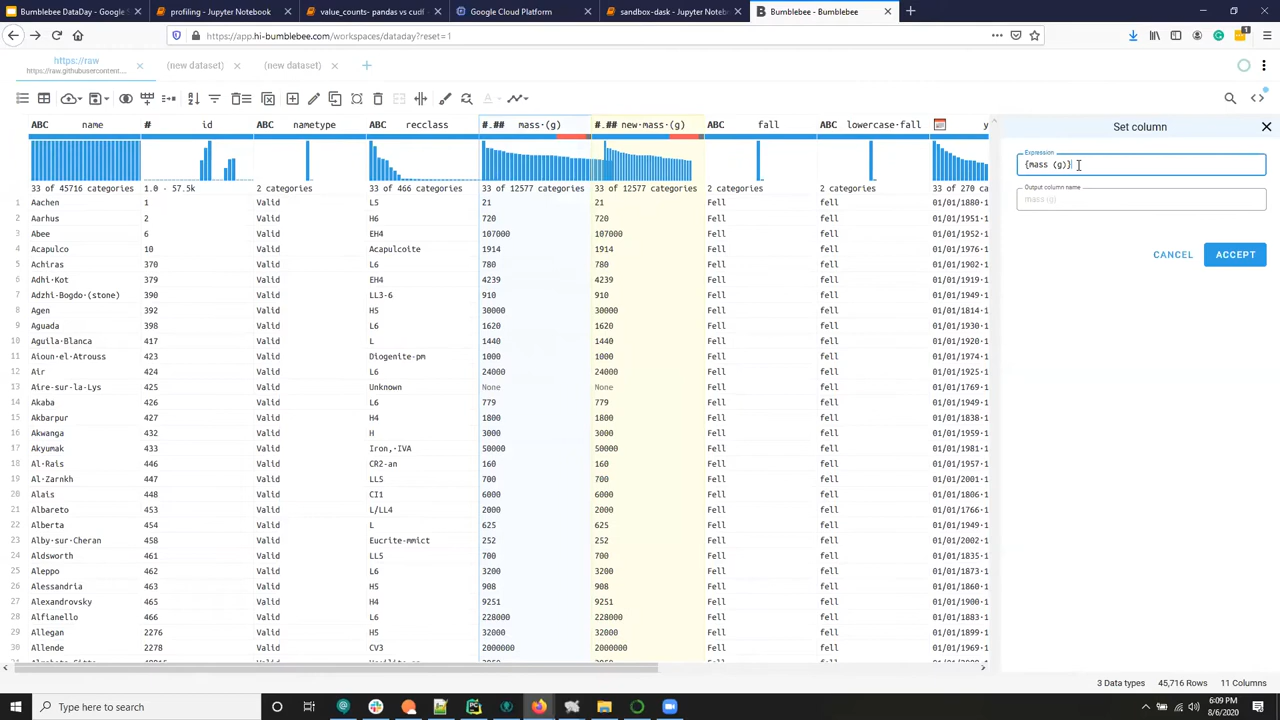 Bumblebee DataDay - Google
profiling - Jupyter Notebook
value_counts- pandas vs cudf
Google Cloud Platform
sandbox-dask - Jupyter Notebook
Bumblebee - Bumblebee
https://app.hi-bumblebee.com/workspaces/dataday?reset=1
https://raw
https://raw.githubusercontent....
(new dataset)
(new dataset)
ABC name # id ABC nametype ABC recclass #.## mass·(g) #.## new·mass·(g) ABC fall ABC lowercase·fall y
33 of 45716 categories 1.0 - 57.5k 2 categories 33 of 466 categories 33 of 12577 categories 33 of 12577 categories 2 categories 2 categories 33 of 270 categories
1 Aachen 1 Valid L5 21 21 Fell fell 01/01/1880·1
2 Aarhus 2 Valid H6 720 720 Fell fell 01/01/1951·1
3 Abee 6 Valid EH4 107000 107000 Fell fell 01/01/1952·1
4 Acapulco 10 Valid Acapulcoite 1914 1914 Fell fell 01/01/1976·1
5 Achiras 370 Valid L6 780 780 Fell fell 01/01/1902·1
6 Adhi·Kot 379 Valid EH4 4239 4239 Fell fell 01/01/1919·1
7 Adzhi-Bogdo·(stone) 390 Valid LL3-6 910 910 Fell fell 01/01/1949·1
8 Agen 392 Valid H5 30000 30000 Fell fell 01/01/1814·1
9 Aguada 398 Valid L6 1620 1620 Fell fell 01/01/1930·1
10 Aguila·Blanca 417 Valid L 1440 1440 Fell fell 01/01/1920·1
11 Aioun·el·Atrouss 423 Valid Diogenite-pm 1000 1000 Fell fell 01/01/1974·1
12 Aïr 424 Valid L6 24000 24000 Fell fell 01/01/1925·1
13 Aire-sur-la-Lys 425 Valid Unknown None None Fell fell 01/01/1769·1
14 Akaba 426 Valid L6 779 779 Fell fell 01/01/1949·1
15 Akbarpur 427 Valid H4 1800 1800 Fell fell 01/01/1838·1
16 Akwanga 432 Valid H 3000 3000 Fell fell 01/01/1959·1
17 Akyumak 433 Valid Iron,·IVA 50000 50000 Fell fell 01/01/1981·1
18 Al·Rais 446 Valid CR2-an 160 160 Fell fell 01/01/1957·1
19 Al·Zarnkh 447 Valid LL5 700 700 Fell fell 01/01/2001·1
20 Alais 448 Valid CI1 6000 6000 Fell fell 01/01/1806·1
21 Albareto 453 Valid L/LL4 2000 2000 Fell fell 01/01/1766·1
22 Alberta 454 Valid L 625 625 Fell fell 01/01/1949·1
23 Alby·sur·Cheran 458 Valid Eucrite-mmict 252 252 Fell fell 01/01/2002·1
24 Aldsworth 461 Valid LL5 700 700 Fell fell 01/01/1835·1
25 Aleppo 462 Valid L6 3200 3200 Fell fell 01/01/1873·1
26 Alessandria 463 Valid H5 908 908 Fell fell 01/01/1860·1
27 Alexandrovsky 465 Valid H4 9251 9251 Fell fell 01/01/1900·1
28 Alfianello 466 Valid L6 228000 228000 Fell fell 01/01/1883·1
29 Allegan 2276 Valid H5 32000 32000 Fell fell 01/01/1899·1
30 Allende 2278 Valid CV3 2000000 2000000 Fell fell 01/01/1969·1
Set column
Expression
{mass (g)}
Output column name
mass (g)
CANCEL
ACCEPT
3 Data types 45,716 Rows 11 Columns
Type here to search
6:09 PM
8/6/2020